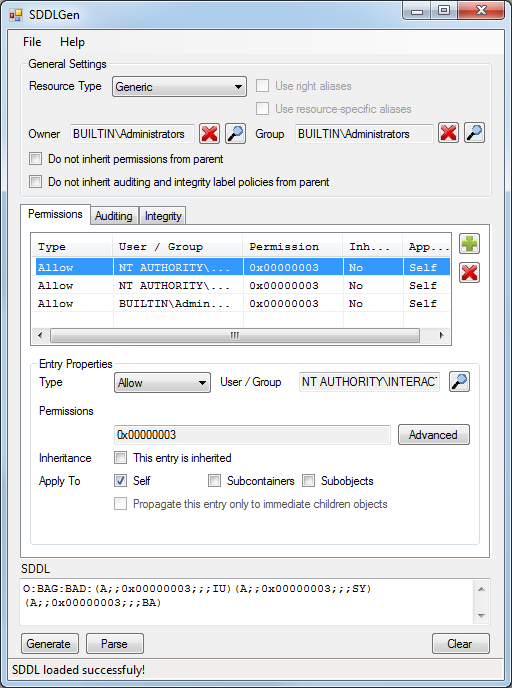 SDDLGen
File Help
General Settings
Resource Type Generic Use right aliases
Use resource-specific aliases
Owner BUILTIN\Administrators Group BUILTIN\Administrators
Do not inherit permissions from parent
Do not inherit auditing and integrity label policies from parent
Permissions Auditing Integrity
Type User / Group Permission Inh... App...
Allow NT AUTHORITY\... 0x00000003 No Self
Allow NT AUTHORITY\... 0x00000003 No Self
Allow BUILTIN\Admin... 0x00000003 No Self
Entry Properties
Type Allow User / Group NT AUTHORITY\INTERAC
Permissions
0x00000003 Advanced
Inheritance This entry is inherited
Apply To Self Subcontainers Subobjects
Propagate this entry only to immediate children objects
SDDL
O:BAG:BAD:(A;;0x00000003;;;IU)(A;;0x00000003;;;SY)
(A;;0x00000003;;;BA)
Generate Parse Clear
SDDL loaded successfuly!